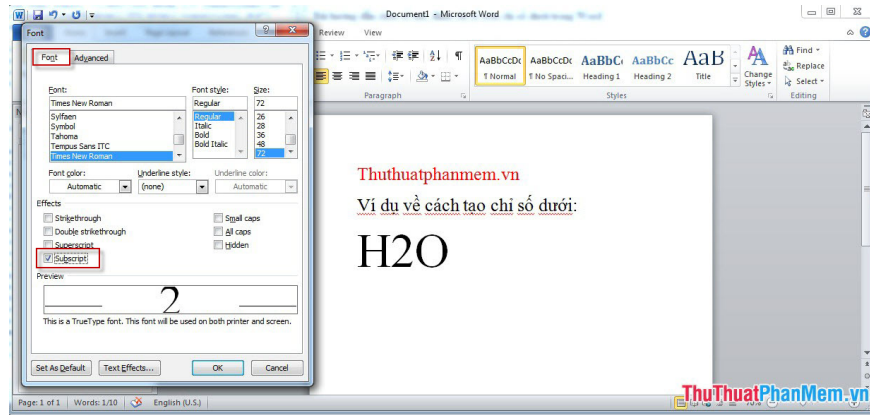 Document1 - Microsoft Word
Font
Review View
Font Advanced
Font: Font style: Size:
Times New Roman Regular 72
Sylfaen Regular 26
Symbol Italic 28
Tahoma Bold 36
Tempus Sans ITC Bold Italic 48
Times New Roman 72
Font color: Underline style: Underline color:
Automatic (none) Automatic
Effects
Strikethrough Small caps
Double strikethrough All caps
Superscript Hidden
Subscript
Preview
2
This is a TrueType font. This font will be used on both printer and screen.
Set As Default Text Effects... OK Cancel
AaBbCcDc AaBbCcDc AaBbC AaBbCc AaB
¶ Normal ¶ No Spaci... Heading 1 Heading 2 Title
Change Styles
Find
Replace
Select
Paragraph Styles Editing
Thuthuatphanmem.vn
Ví dụ về cách tạo chỉ số dưới:
H2O
Page: 1 of 1 Words: 1/10 English (U.S.) 70%
ThuThuatPhanMem.vn